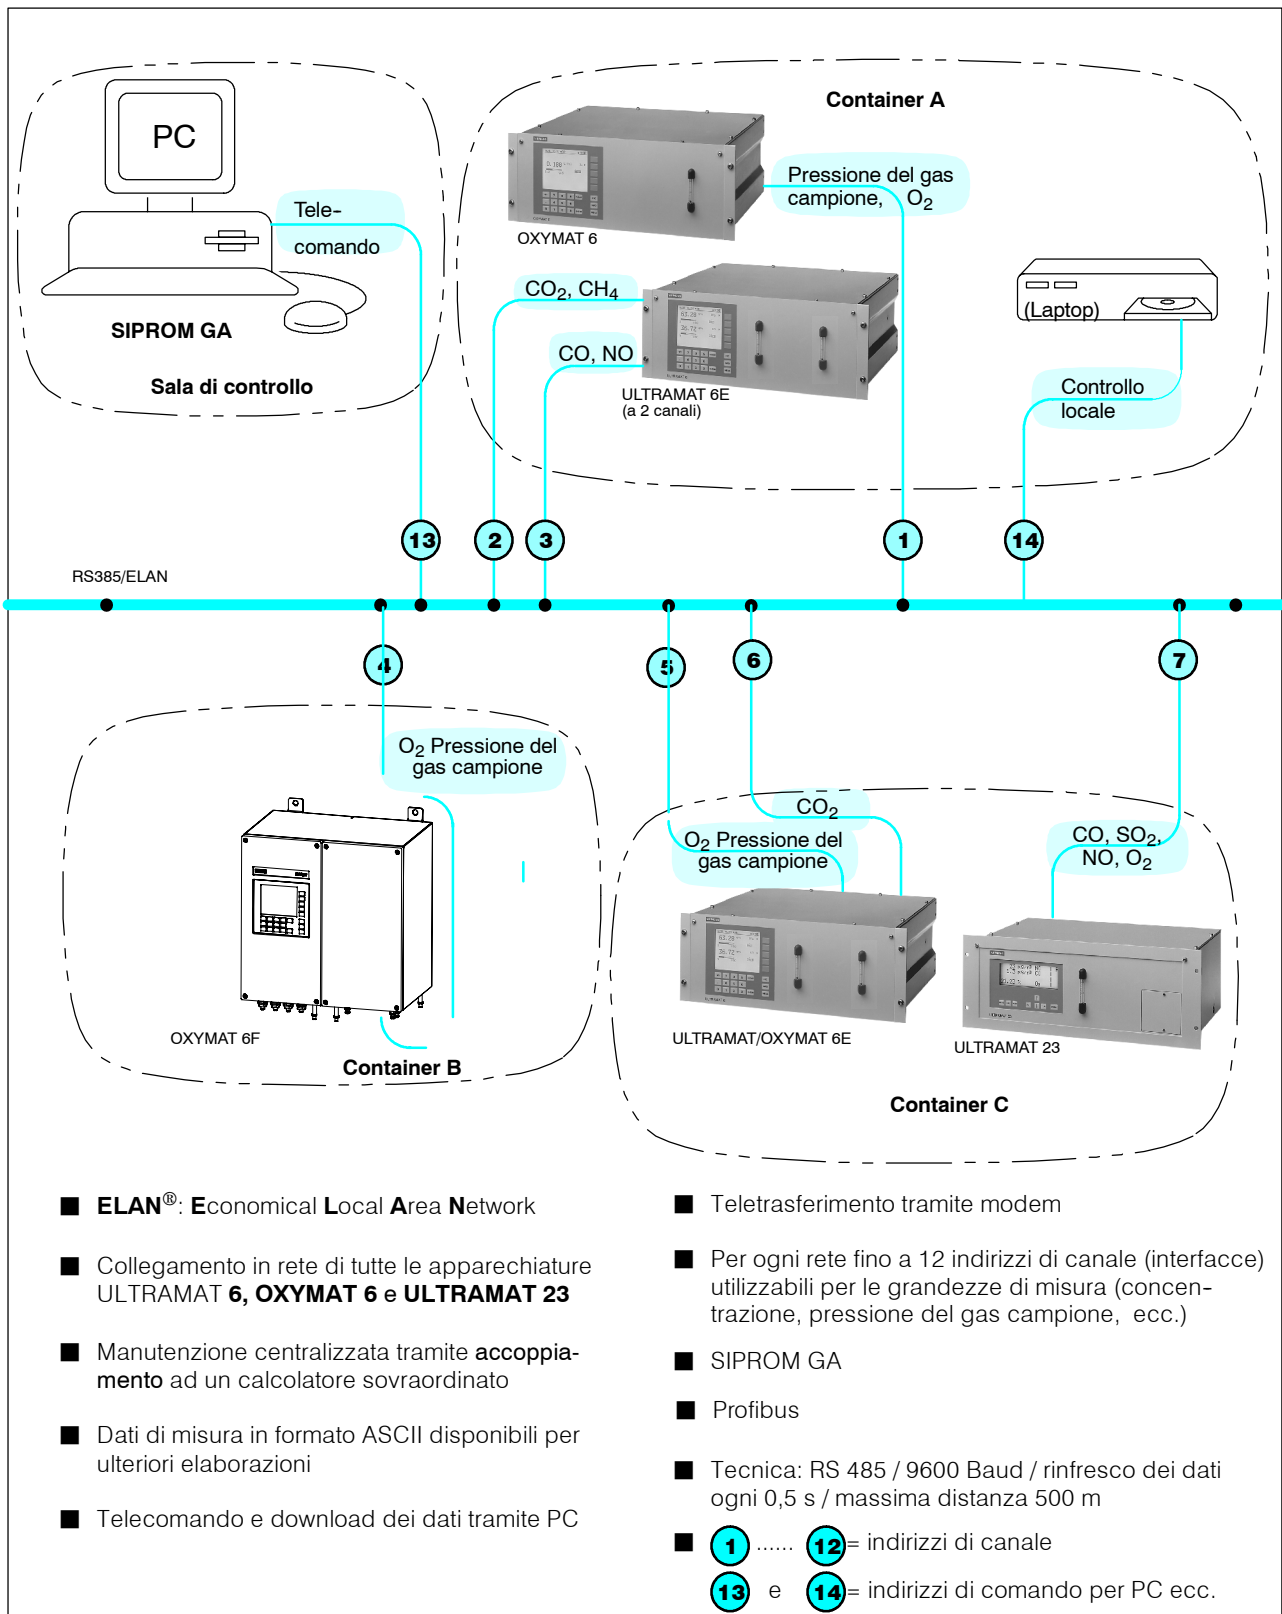 PC
Tele-
comando
SIPROM GA
Sala di controllo
Container A
OXYMAT 6
Pressione del gas
campione, O2
CO2, CH4
CO, NO
ULTRAMAT 6E
(a 2 canali)
(Laptop)
Controllo
locale
13
2
3
1
14
RS385/ELAN
4
5
6
7
O2 Pressione del
gas campione
OXYMAT 6F
Container B
CO2
O2 Pressione del
gas campione
CO, SO2,
NO, O2
ULTRAMAT/OXYMAT 6E
ULTRAMAT 23
Container C
■ ELAN®: Economical Local Area Network
■ Collegamento in rete di tutte le apparechiature
ULTRAMAT 6, OXYMAT 6 e ULTRAMAT 23
■ Manutenzione centralizzata tramite accoppia-
mento ad un calcolatore sovraordinato
■ Dati di misura in formato ASCII disponibili per
ulteriori elaborazioni
■ Telecomando e download dei dati tramite PC
■ Teletrasferimento tramite modem
■ Per ogni rete fino a 12 indirizzi di canale (interfacce)
utilizzabili per le grandezze di misura (concen-
trazione, pressione del gas campione, ecc.)
■ SIPROM GA
■ Profibus
■ Tecnica: RS 485 / 9600 Baud / rinfresco dei dati
ogni 0,5 s / massima distanza 500 m
■ 1 ...... 12= indirizzi di canale
13 e 14= indirizzi di comando per PC ecc.